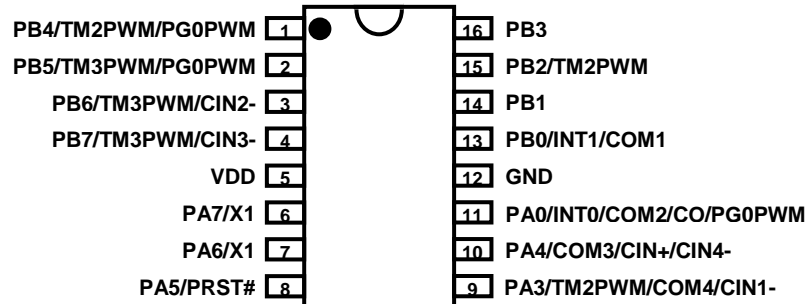 PB4/TM2PWM/PG0PWM 1 16 PB3
PB5/TM3PWM/PG0PWM 2 15 PB2/TM2PWM
PB6/TM3PWM/CIN2- 3 14 PB1
PB7/TM3PWM/CIN3- 4 13 PB0/INT1/COM1
VDD 5 12 GND
PA7/X1 6 11 PA0/INT0/COM2/CO/PG0PWM
PA6/X1 7 10 PA4/COM3/CIN+/CIN4-
PA5/PRST# 8 9 PA3/TM2PWM/COM4/CIN1-